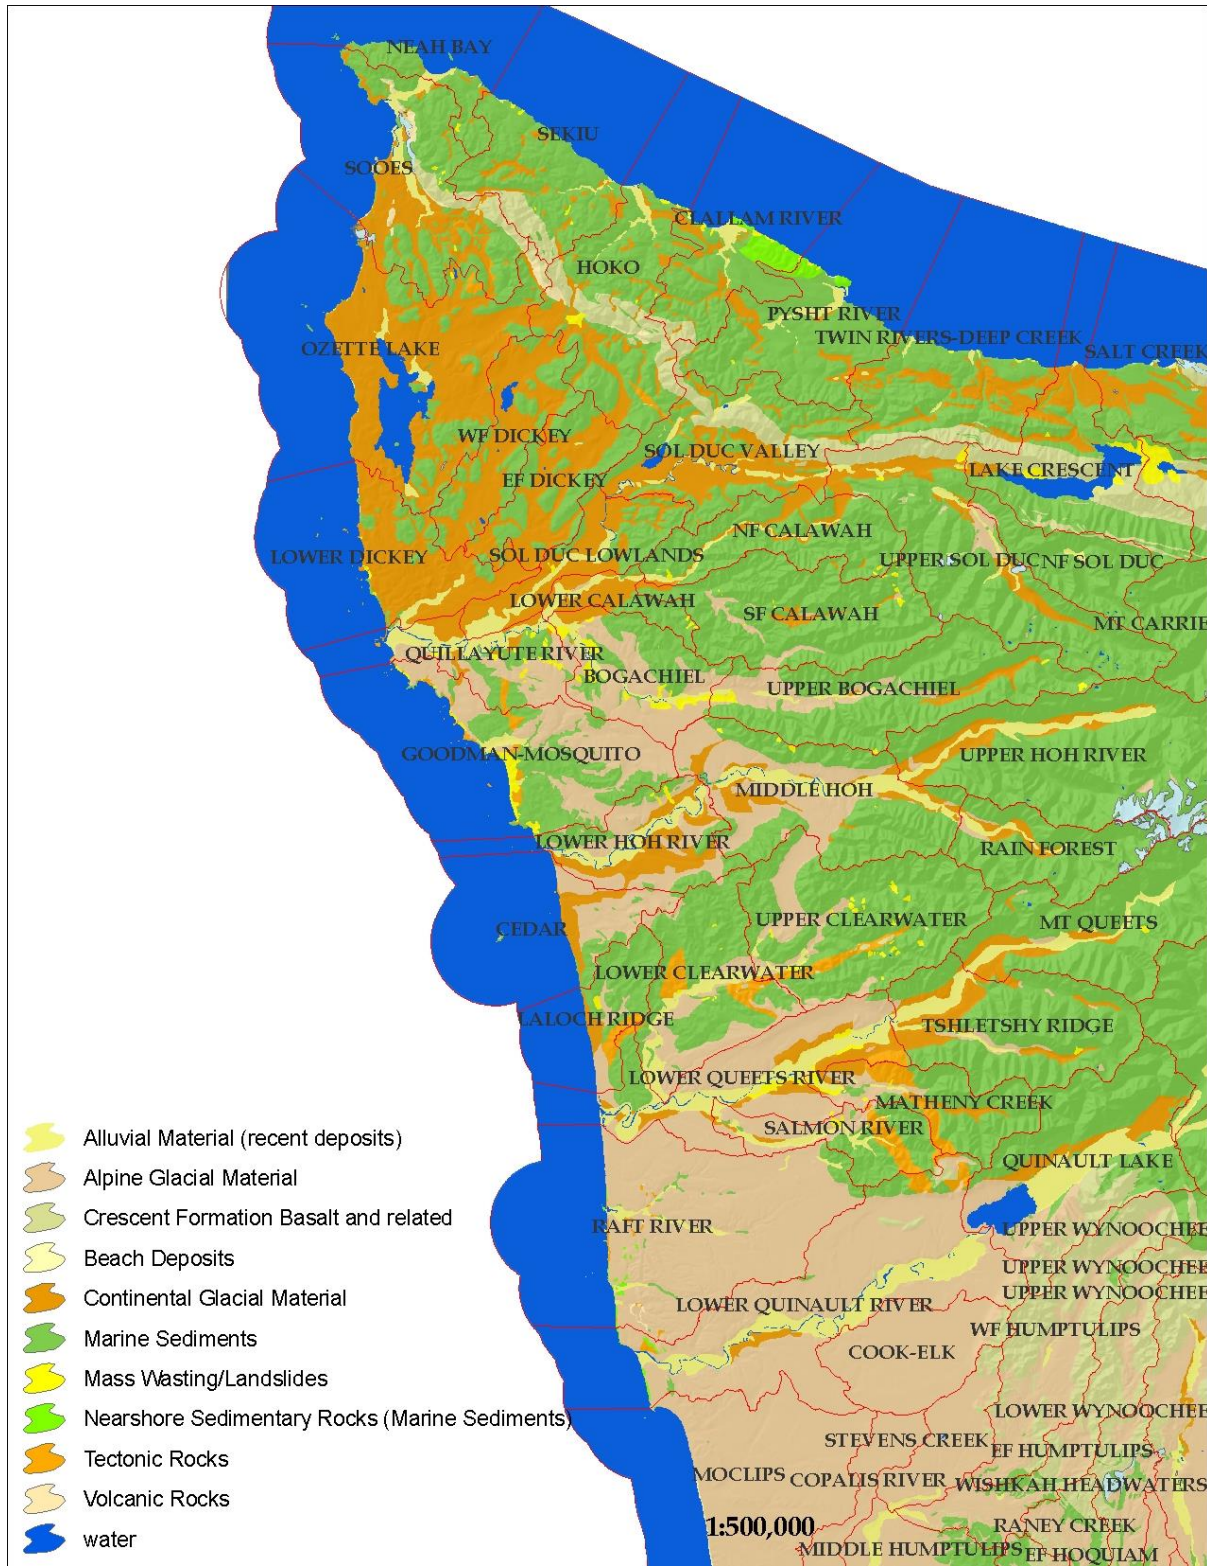 NEAH BAY
SEKIU
SOOES
CLALLAM RIVER
HOKO
PYSHT RIVER
TWIN RIVERS-DEEP CREEK
OZETTE LAKE
SALT CREEK
WF DICKEY
SOL DUC VALLEY
LAKE CRESCENT
EF DICKEY
NF CALAWAH
LOWER DICKEY
SOL DUC LOWLANDS
UPPER SOL DUC
NF SOL DUC
LOWER CALAWAH
SF CALAWAH
MT CARRIE
QUILLAYUTE RIVER
BOGACHIEL
UPPER BOGACHIEL
GOODMAN-MOSQUITO
UPPER HOH RIVER
MIDDLE HOH
LOWER HOH RIVER
RAIN FOREST
CEDAR
UPPER CLEARWATER
MT QUEETS
LOWER CLEARWATER
LALOCH RIDGE
TSHLETSHY RIDGE
LOWER QUEETS RIVER
MATHENY CREEK
SALMON RIVER
QUINAULT LAKE
RAFT RIVER
UPPER WYNOOCHEE
UPPER WYNOOCHEE
UPPER WYNOOCHEE
LOWER QUINAULT RIVER
WF HUMPTULIPS
COOK-ELK
LOWER WYNOOCHEE
STEVENS CREEK
EF HUMPTULIPS
MOCLIPS
COPALIS RIVER
WISHKAH HEADWATERS
1:500,000
RANEY CREEK
MIDDLE HUMPTULIPS
EF HOQUIAM
Alluvial Material (recent deposits)
Alpine Glacial Material
Crescent Formation Basalt and related
Beach Deposits
Continental Glacial Material
Marine Sediments
Mass Wasting/Landslides
Nearshore Sedimentary Rocks (Marine Sediments)
Tectonic Rocks
Volcanic Rocks
water